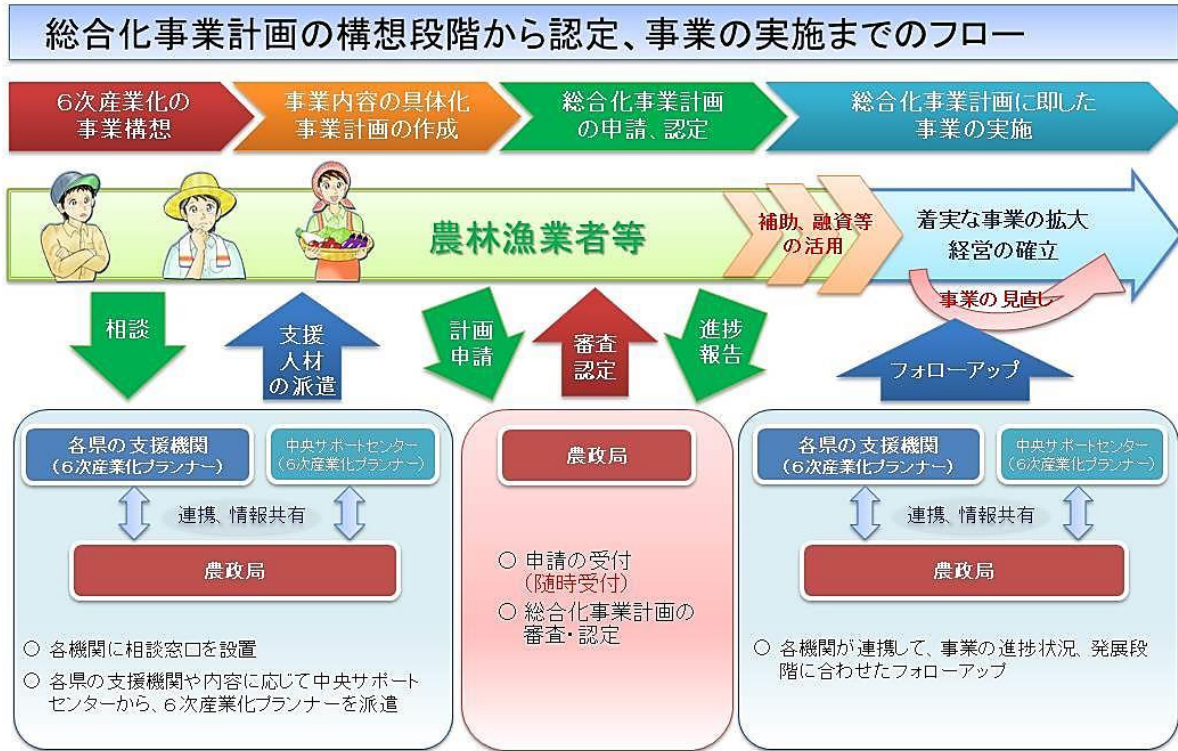 総合化事業計画の構想段階から認定、事業の実施までのフロー
6次産業化の
事業構想
事業内容の具体化
事業計画の作成
総合化事業計画
の申請、認定
総合化事業計画に即した
事業の実施
農林漁業者等
補助、融資等
の活用
着実な事業の拡大
経営の確立
事業の見直し
相談
支援
人材
の派遣
計画
申請
審査
認定
進捗
報告
フォローアップ
各県の支援機関
(6次産業化プランナー)
中央サポートセンター
(6次産業化プランナー)
連携、情報共有
農政局
○ 各機関に相談窓口を設置
○ 各県の支援機関や内容に応じて中央サポート
センターから、6次産業化プランナーを派遣
農政局
○ 申請の受付
(随時受付)
○ 総合化事業計画の
審査・認定
各県の支援機関
(6次産業化プランナー)
中央サポートセンター
(6次産業化プランナー)
連携、情報共有
農政局
○ 各機関が連携して、事業の進捗状況、発展段
階に合わせたフォローアップ